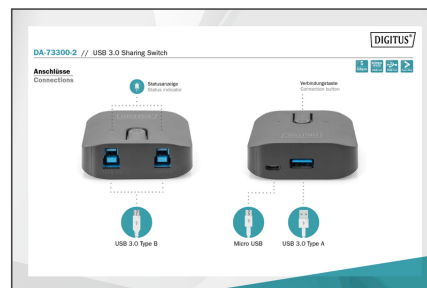 DIGITUS®
DA-73300-2 // USB 3.0 Sharing Switch
Anschlüsse
Connections
Statusanzeige
Status indicator
Verbindungstaste
Connection button
DIGITUS
USB 3.0 Type B
Micro USB
USB 3.0 Type A